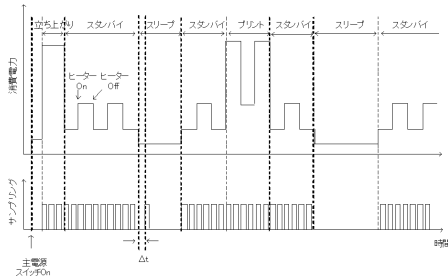 立ち上がり スタンバイ スリープ スタンバイ プリント スタンバイ スリープ スタンバイ
消費電力
ヒーター ヒーター
On Off
サンプリング
時間
Δt
主電源
スイッチOn